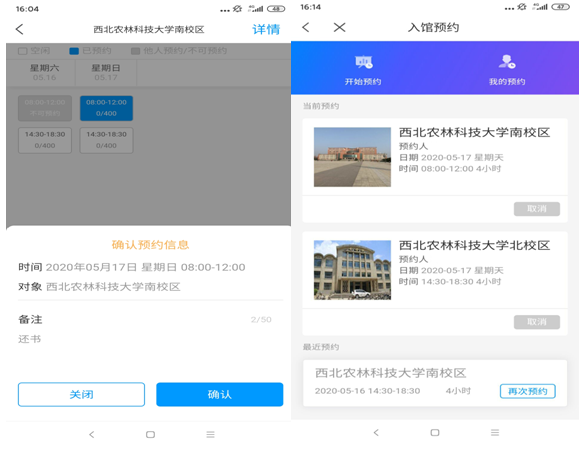 16:04
... 48
西北农林科技大学南校区 详情
空闲 已预约 他人预约/不可预约
星期六 星期日
05.16 05.17
08:00-12:00 08:00-12:00
不可预约 0/400
14:30-18:30 14:30-18:30
0/400 0/400
确认预约信息
时间 2020年05月17日 星期日 08:00-12:00
对象 西北农林科技大学南校区
备注 2/50
还书
关闭 确认
16:14
... 47
入馆预约
开始预约 我的预约
当前预约
西北农林科技大学南校区
预约人
日期 2020-05-17 星期天
时间 08:00-12:00 4小时
取消
西北农林科技大学北校区
预约人
日期 2020-05-17 星期天
时间 14:30-18:30 4小时
取消
最近预约
西北农林科技大学南校区
2020-05-16 14:30-18:30 4小时 再次预约